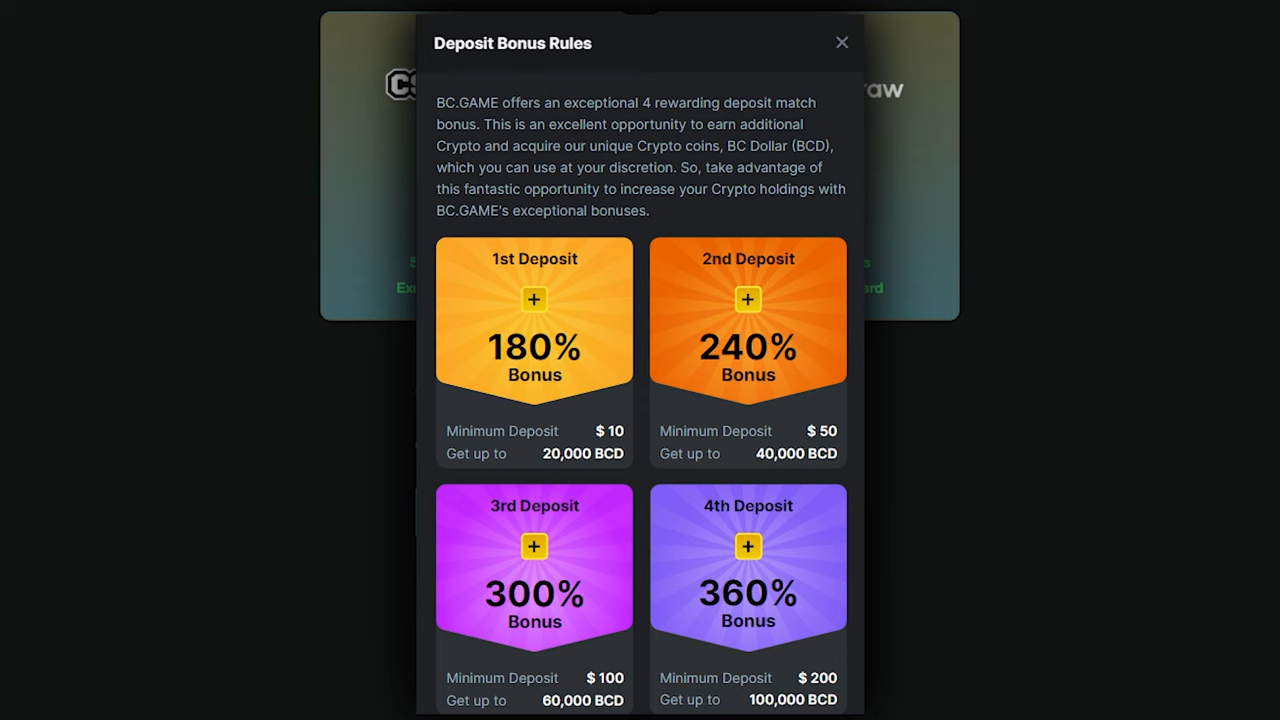 Deposit Bonus Rules
BC.GAME offers an exceptional 4 rewarding deposit match
bonus. This is an excellent opportunity to earn additional
Crypto and acquire our unique Crypto coins, BC Dollar (BCD),
which you can use at your discretion. So, take advantage of
this fantastic opportunity to increase your Crypto holdings with
BC.GAME's exceptional bonuses.
1st Deposit
+
180%
Bonus
Minimum Deposit $ 10
Get up to 20,000 BCD
2nd Deposit
+
240%
Bonus
Minimum Deposit $ 50
Get up to 40,000 BCD
3rd Deposit
+
300%
Bonus
Minimum Deposit $ 100
Get up to 60,000 BCD
4th Deposit
+
360%
Bonus
Minimum Deposit $ 200
Get up to 100,000 BCD